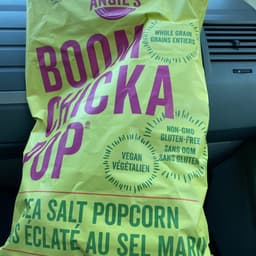 ANGIE'S
BOOM
CHICKA
POP
WHOLE GRAIN
GRAINS ENTIERS
NON-GMO
GLUTEN-FREE
SANS OGM
SANS GLUTEN
VEGAN
VÉGÉTALIEN
SEA SALT POPCORN
S ÉCLATÉ AU SEL MARI